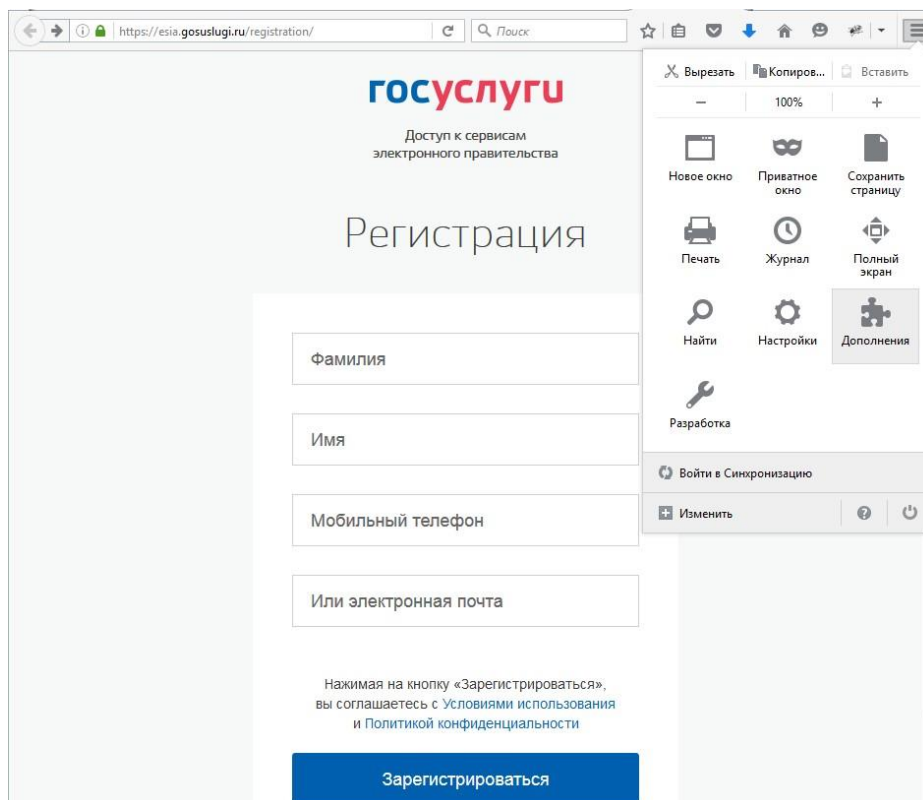 https://esia.gosuslugi.ru/registration/
Поиск
госуслуги
Доступ к сервисам
электронного правительства
Регистрация
Фамилия
Имя
Мобильный телефон
Или электронная почта
Нажимая на кнопку «Зарегистрироваться»,
вы соглашаетесь с Условиями использования
и Политикой конфиденциальности
Зарегистрироваться
Вырезать Копиров... Вставить
− 100% +
Новое окно
Приватное
окно
Сохранить
страницу
Печать
Журнал
Полный
экран
Найти
Настройки
Дополнения
Разработка
Войти в Синхронизацию
Изменить